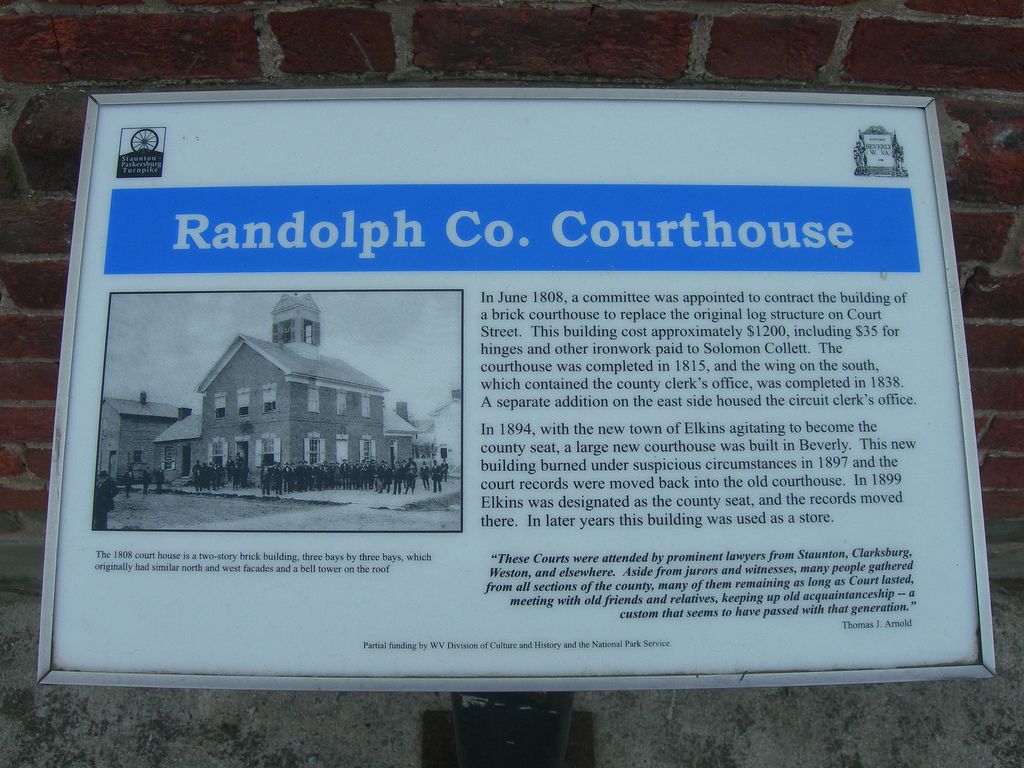 Staunton -
Parkersburg
Turnpike
BEVERLY
W. VA.
Randolph Co. Courthouse
In June 1808, a committee was appointed to contract the building of
a brick courthouse to replace the original log structure on Court
Street. This building cost approximately $1200, including $35 for
hinges and other ironwork paid to Solomon Collett. The
courthouse was completed in 1815, and the wing on the south,
which contained the county clerk's office, was completed in 1838.
A separate addition on the east side housed the circuit clerk's office.
In 1894, with the new town of Elkins agitating to become the
county seat, a large new courthouse was built in Beverly. This new
building burned under suspicious circumstances in 1897 and the
court records were moved back into the old courthouse. In 1899
Elkins was designated as the county seat, and the records moved
there. In later years this building was used as a store.
The 1808 court house is a two-story brick building, three bays by three bays, which
originally had similar north and west facades and a bell tower on the roof
"These Courts were attended by prominent lawyers from Staunton, Clarksburg,
Weston, and elsewhere. Aside from jurors and witnesses, many people gathered
from all sections of the county, many of them remaining as long as Court lasted,
meeting with old friends and relatives, keeping up old acquaintanceship -- a
custom that seems to have passed with that generation."
Thomas J. Arnold
Partial funding by WV Division of Culture and History and the National Park Service.